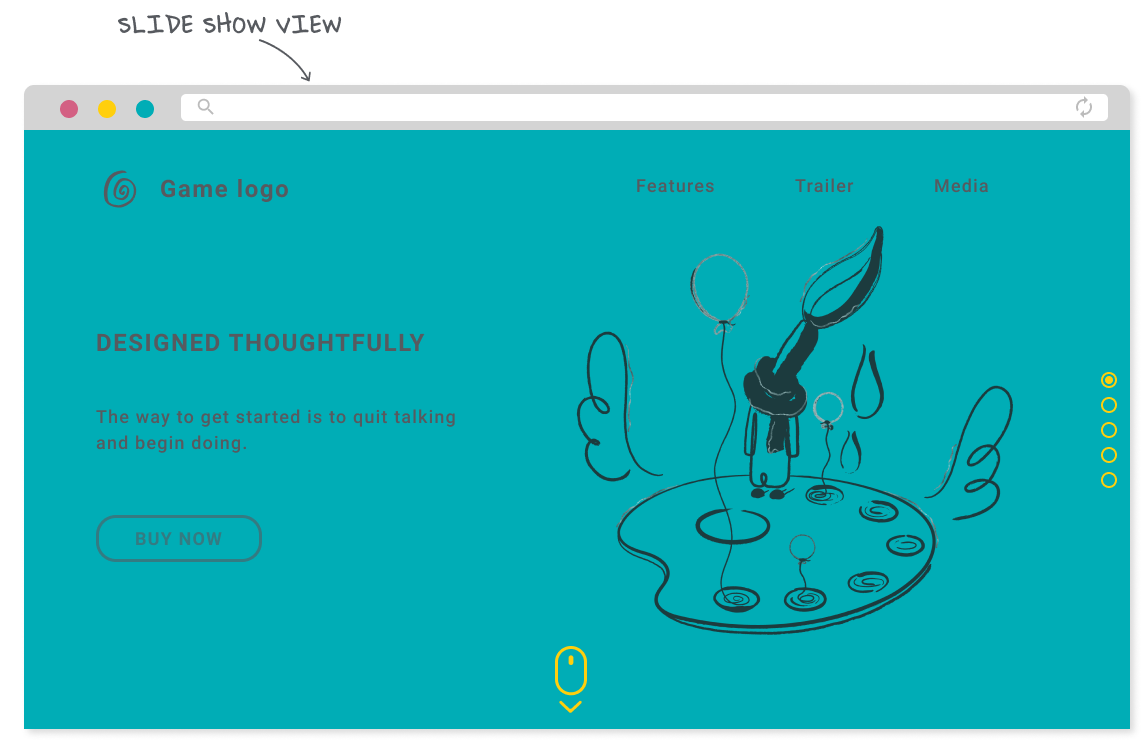 SLIDE SHOW VIEW
Game logo
Features
Trailer
Media
DESIGNED THOUGHTFULLY
The way to get started is to quit talking
and begin doing.
BUY NOW